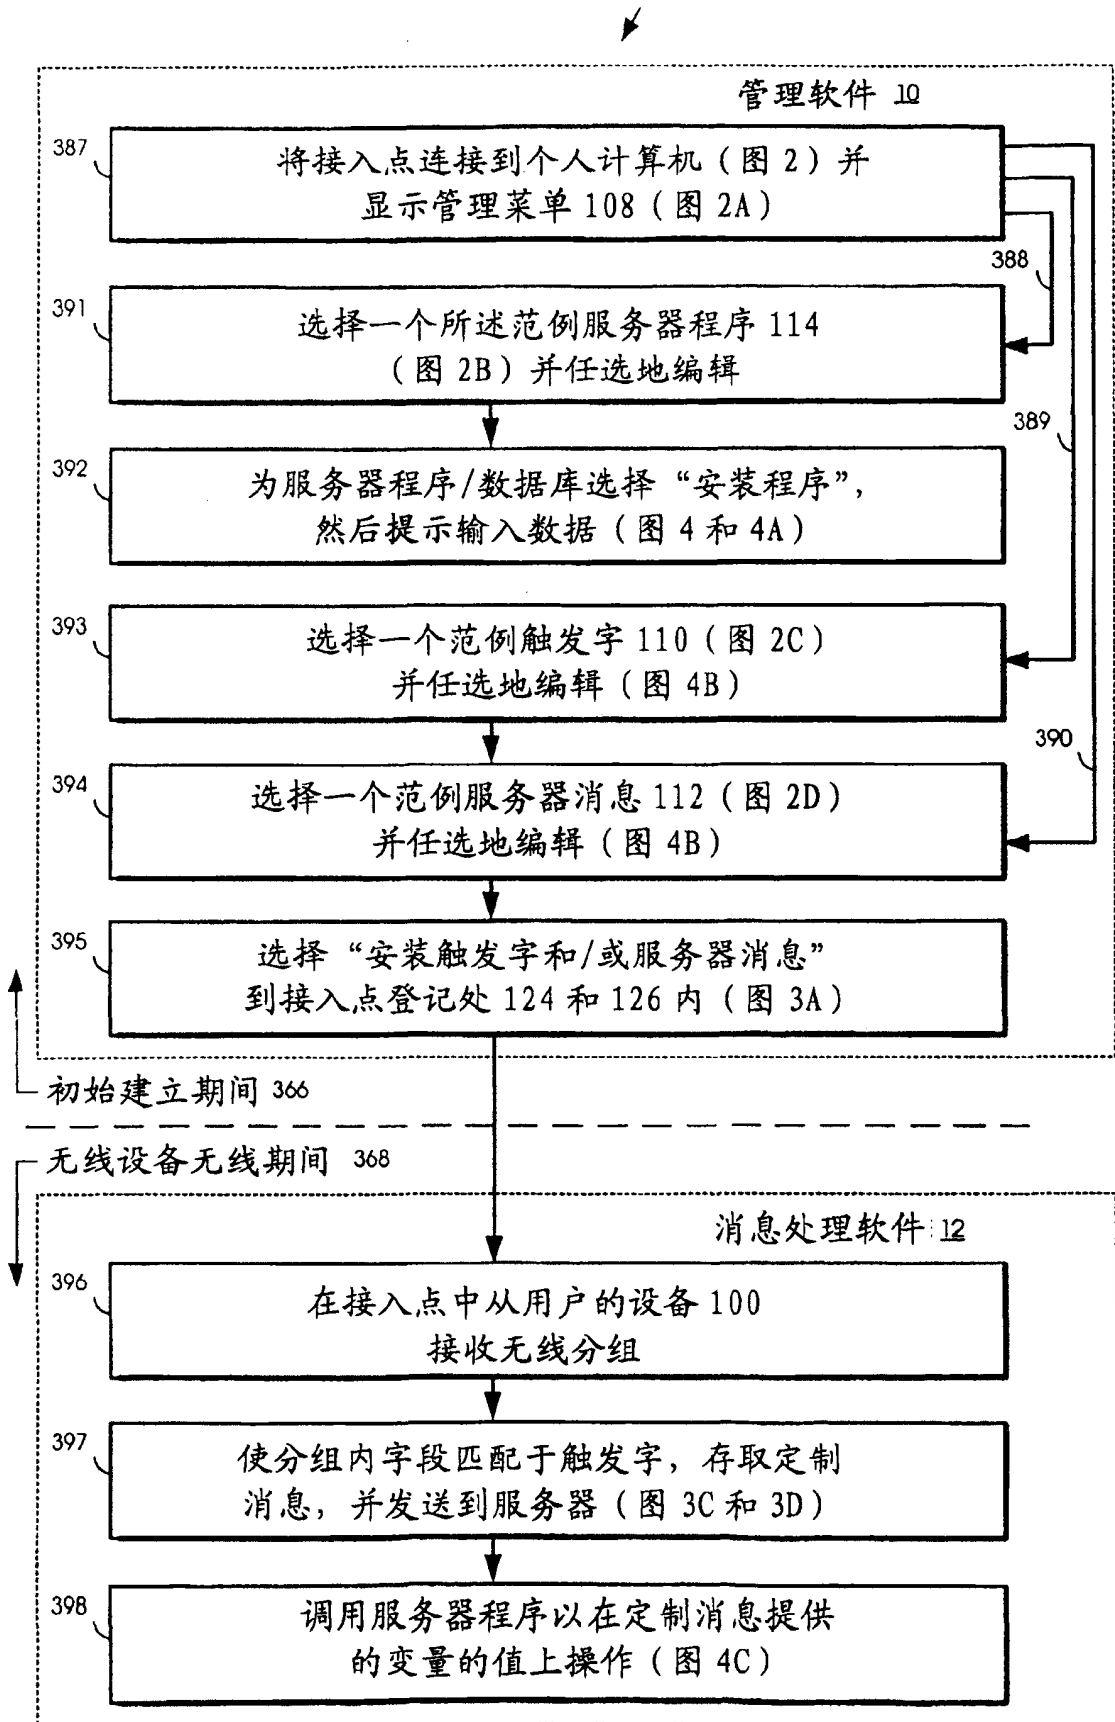 管理软件 10
387
将接入点连接到个人计算机（图 2）并
显示管理菜单 108（图 2A）
388
391
选择一个所述范例服务器程序 114
（图 2B）并任选地编辑
389
392
为服务器程序/数据库选择“安装程序”，
然后提示输入数据（图 4 和 4A）
393
选择一个范例触发字 110（图 2C）
并任选地编辑（图 4B）
390
394
选择一个范例服务器消息 112（图 2D）
并任选地编辑（图 4B）
395
选择“安装触发字和/或服务器消息”
到接入点登记处 124 和 126 内（图 3A）
初始建立期间 366
无线设备无线期间 368
消息处理软件 12
396
在接入点中从用户的设备 100
接收无线分组
397
使分组内字段匹配于触发字，存取定制
消息，并发送到服务器（图 3C 和 3D）
398
调用服务器程序以在定制消息提供
的变量的值上操作（图 4C）